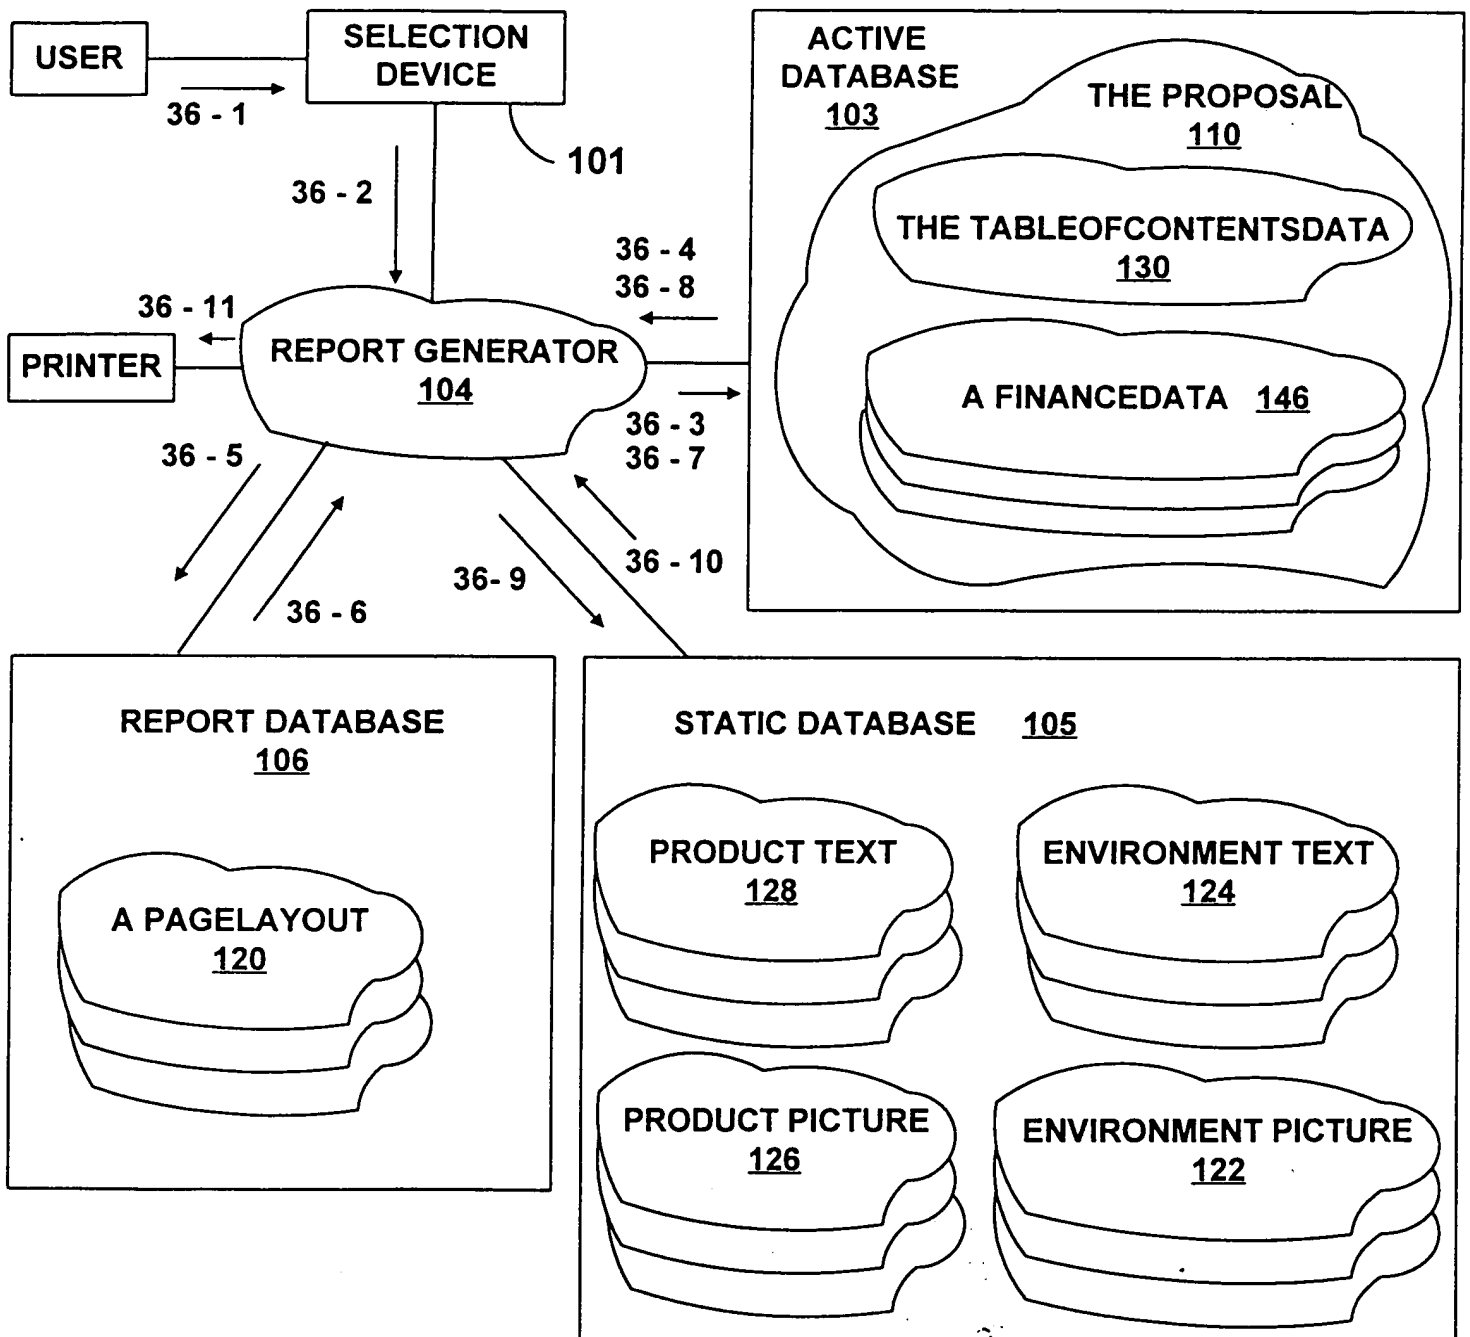 USER
36 - 1
SELECTION
DEVICE
101
36 - 2
ACTIVE
DATABASE
103
THE PROPOSAL
110
THE TABLEOFCONTENTSDATA
130
A FINANCEDATA 146
36 - 4
36 - 8
36 - 11
PRINTER
REPORT GENERATOR
104
36 - 3
36 - 7
36 - 5
36 - 6
36- 9
36 - 10
REPORT DATABASE
106
A PAGELAYOUT
120
STATIC DATABASE 105
PRODUCT TEXT
128
ENVIRONMENT TEXT
124
PRODUCT PICTURE
126
ENVIRONMENT PICTURE
122